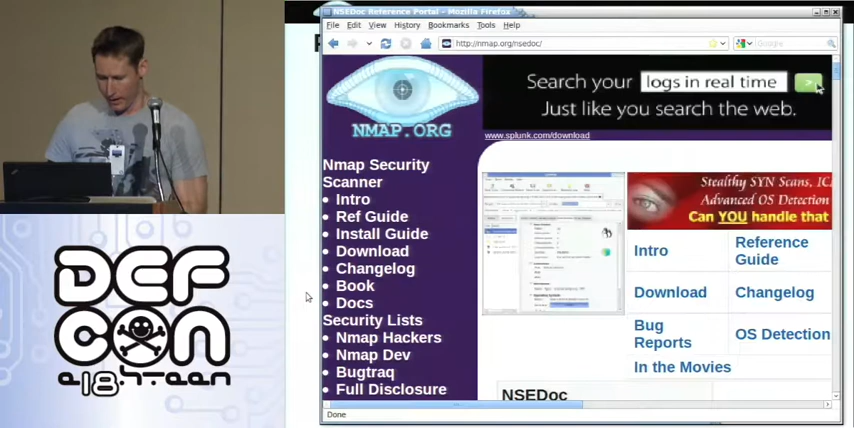 NSEDoc Reference Portal - Mozilla Firefox
File Edit View History Bookmarks Tools Help
http://nmap.org/nsedoc/
Google
NMAP.ORG
Search your logs in real time >
Just like you search the web.
www.splunk.com/download
Nmap Security
Scanner
Intro
Ref Guide
Install Guide
Download
Changelog
Book
Docs
Security Lists
Nmap Hackers
Nmap Dev
Bugtraq
Full Disclosure
Stealthy SYN Scans, IC
Advanced OS Detection
Can YOU handle that
Intro
Reference
Guide
Download
Changelog
Bug
Reports
OS Detection
In the Movies
NSEDoc
Done
DEF
CON
e18hteen